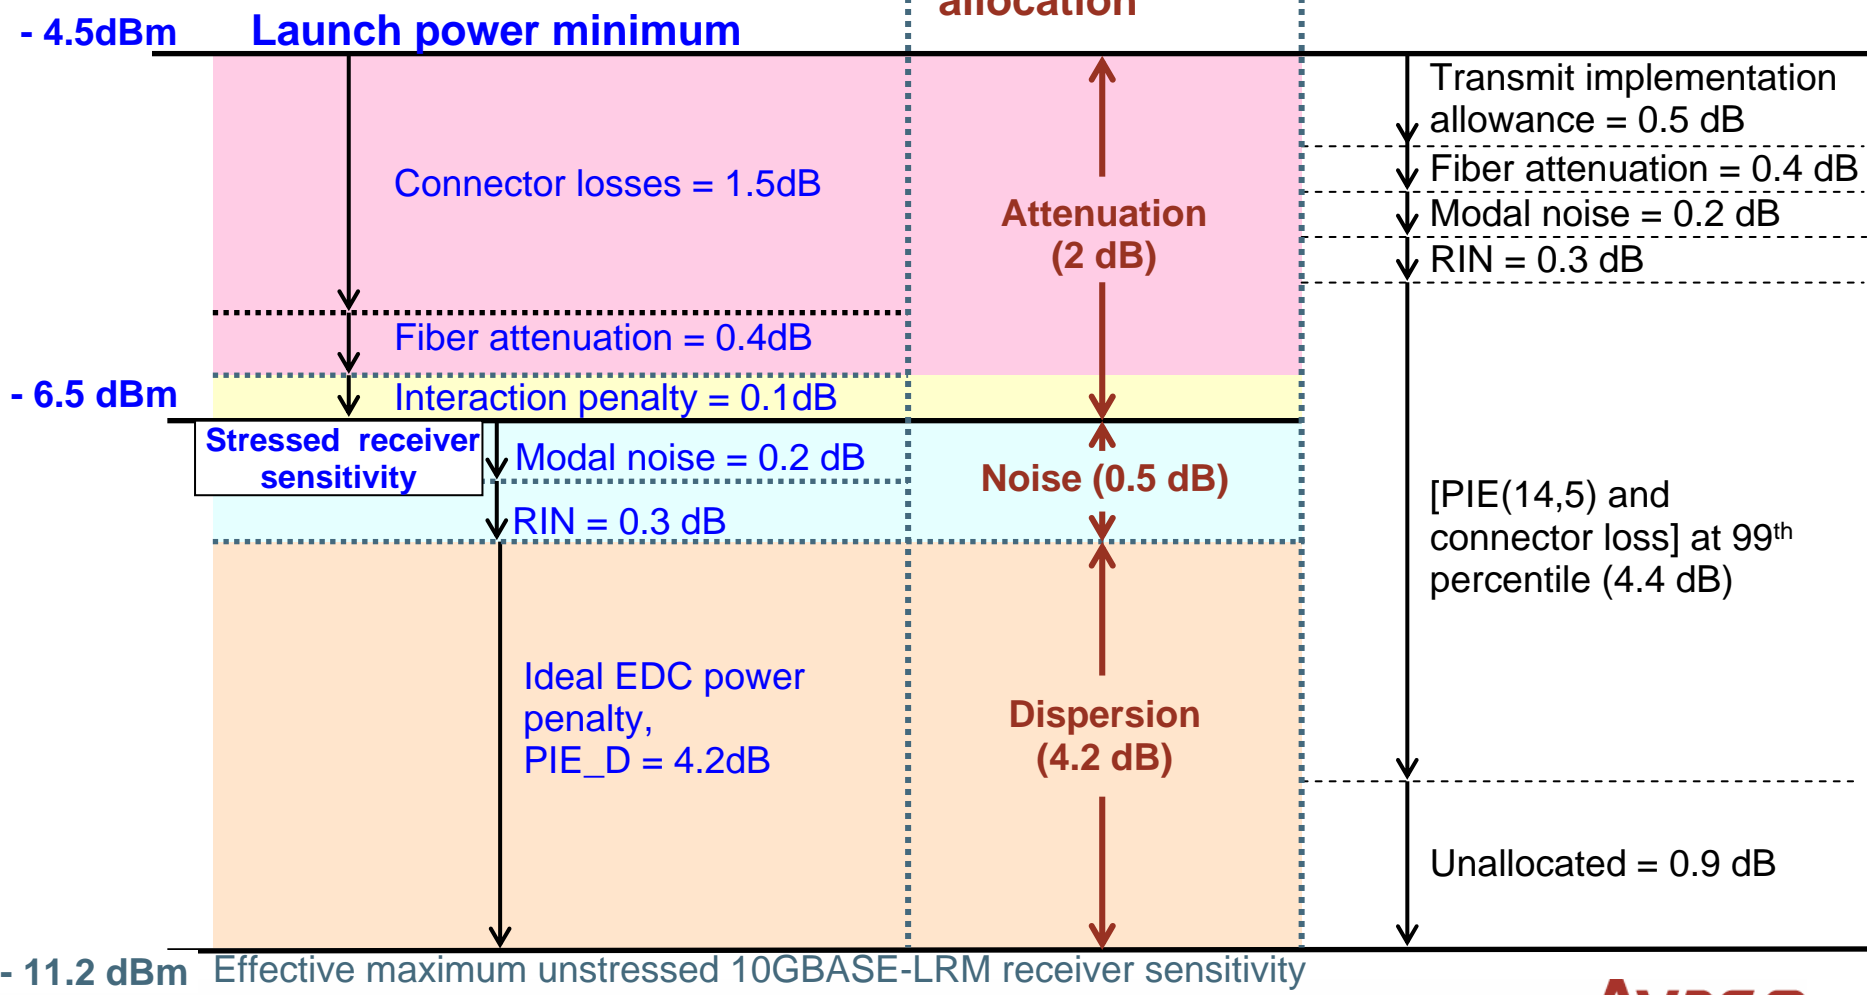 allocation
- 4.5dBm
Launch power minimum
Connector losses = 1.5dB
Fiber attenuation = 0.4dB
- 6.5 dBm
Interaction penalty = 0.1dB
Stressed receiver
sensitivity
Modal noise = 0.2 dB
RIN = 0.3 dB
Ideal EDC power
penalty,
PIE_D = 4.2dB
Attenuation
(2 dB)
Noise (0.5 dB)
Dispersion
(4.2 dB)
Transmit implementation
allowance = 0.5 dB
Fiber attenuation = 0.4 dB
Modal noise = 0.2 dB
RIN = 0.3 dB
[PIE(14,5) and
connector loss] at 99th
percentile (4.4 dB)
Unallocated = 0.9 dB
- 11.2 dBm
Effective maximum unstressed 10GBASE-LRM receiver sensitivity